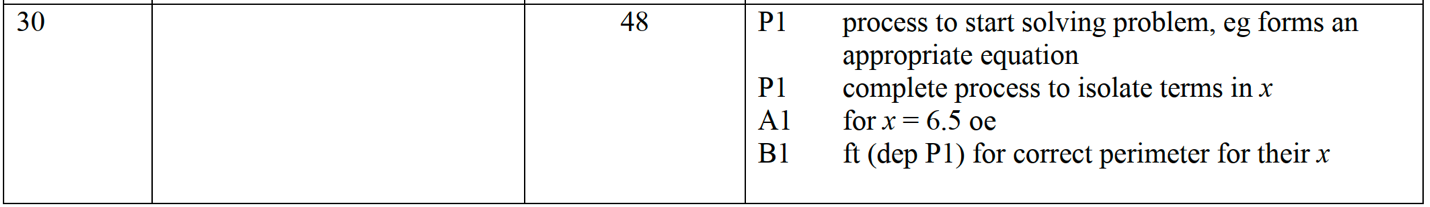 30 48 P1 process to start solving problem, eg forms an
appropriate equation
P1 complete process to isolate terms in x
A1 for x = 6.5 oe
B1 ft (dep P1) for correct perimeter for their x